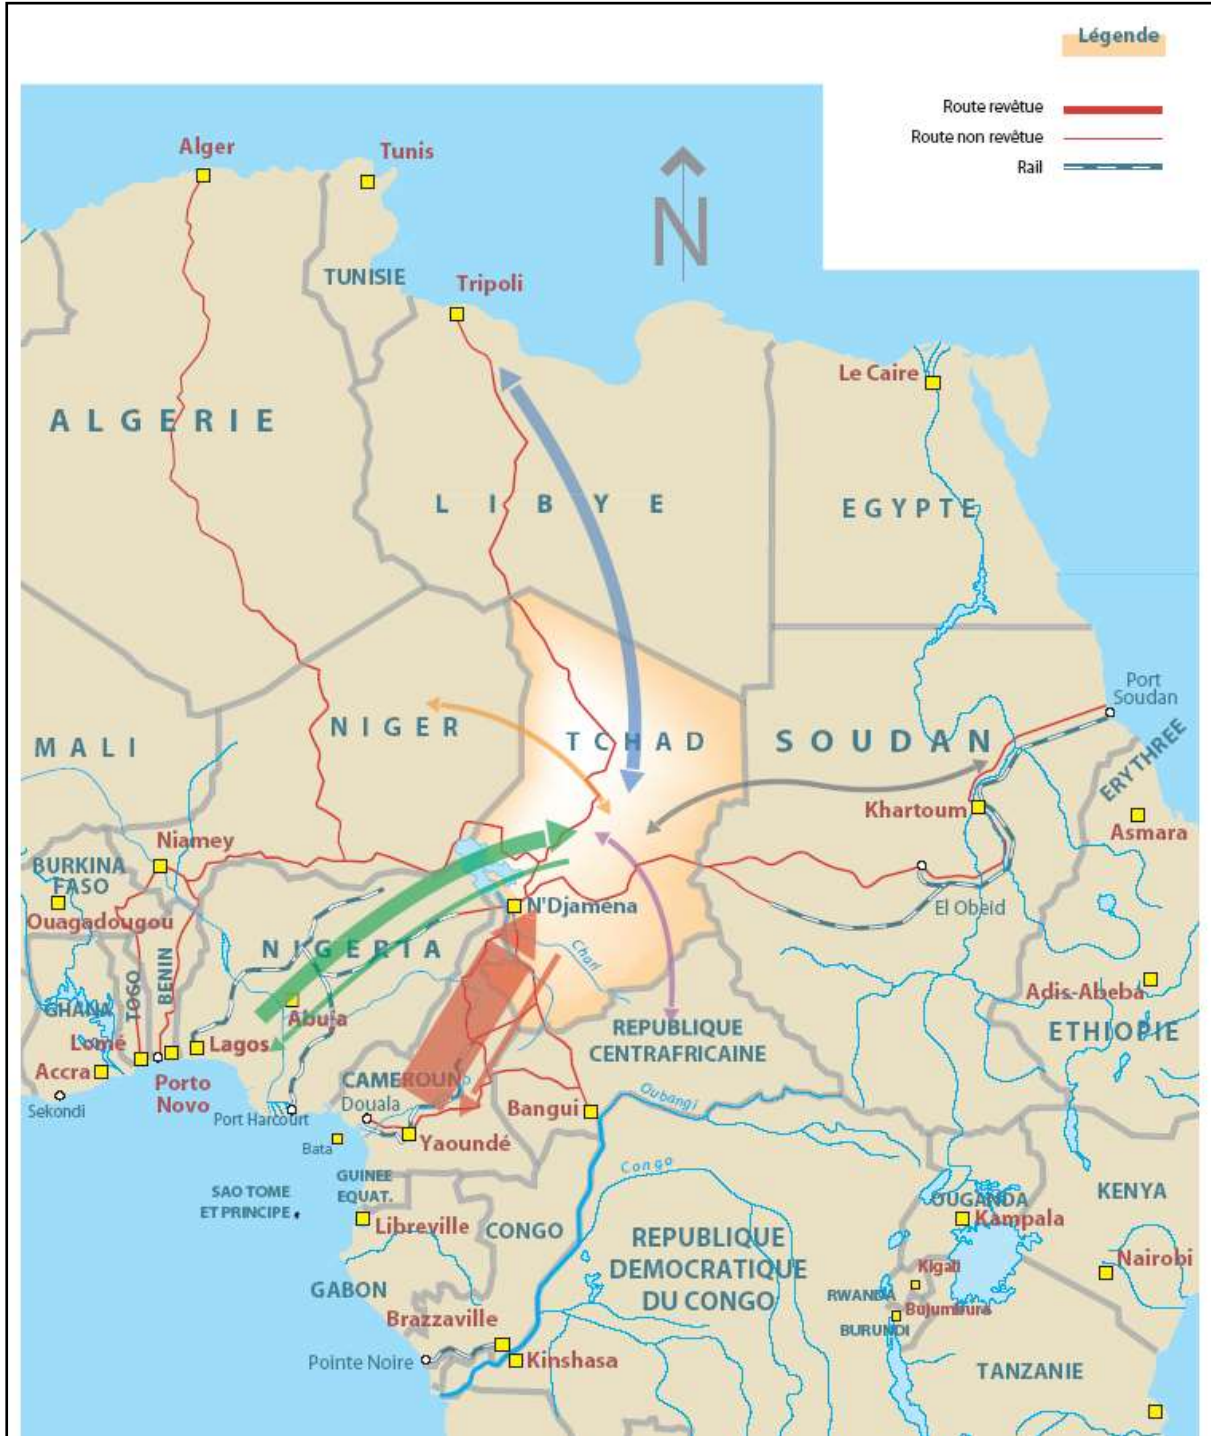 Légende
Route revêtue
Route non revêtue
Rail
Alger
Tunis
N
TUNISIE
Tripoli
Le Caire
ALGERIE
LIBYE
EGYPTE
Port
Soudan
NIGER
TCHAD
SOUDAN
MALI
ERYTHREE
Khartoum
Asmara
Niamey
BURKINA
FASO
Ouagadougou
N'Djamena
El Obeid
NIGERIA
Chari
TOGO
BENIN
GHANA
Adis-Abeba
Abuja
ETHIOPIE
Lomé
Lagos
REPUBLIQUE
CENTRAFRICAINE
Accra
Porto
Novo
CAMEROUN
Sekondi
Douala
Port Harcourt
Bangui
Oubangi
Yaoundé
Bata
Congo
GUINEE
EQUAT.
SAO TOME
ET PRINCIPE
KENYA
OUGANDA
Libreville
CONGO
Kampala
REPUBLIQUE
DEMOCRATIQUE
DU CONGO
Nairobi
Kigali
GABON
RWANDA
Bujumbura
Brazzaville
BURUNDI
Pointe Noire
Kinshasa
TANZANIE